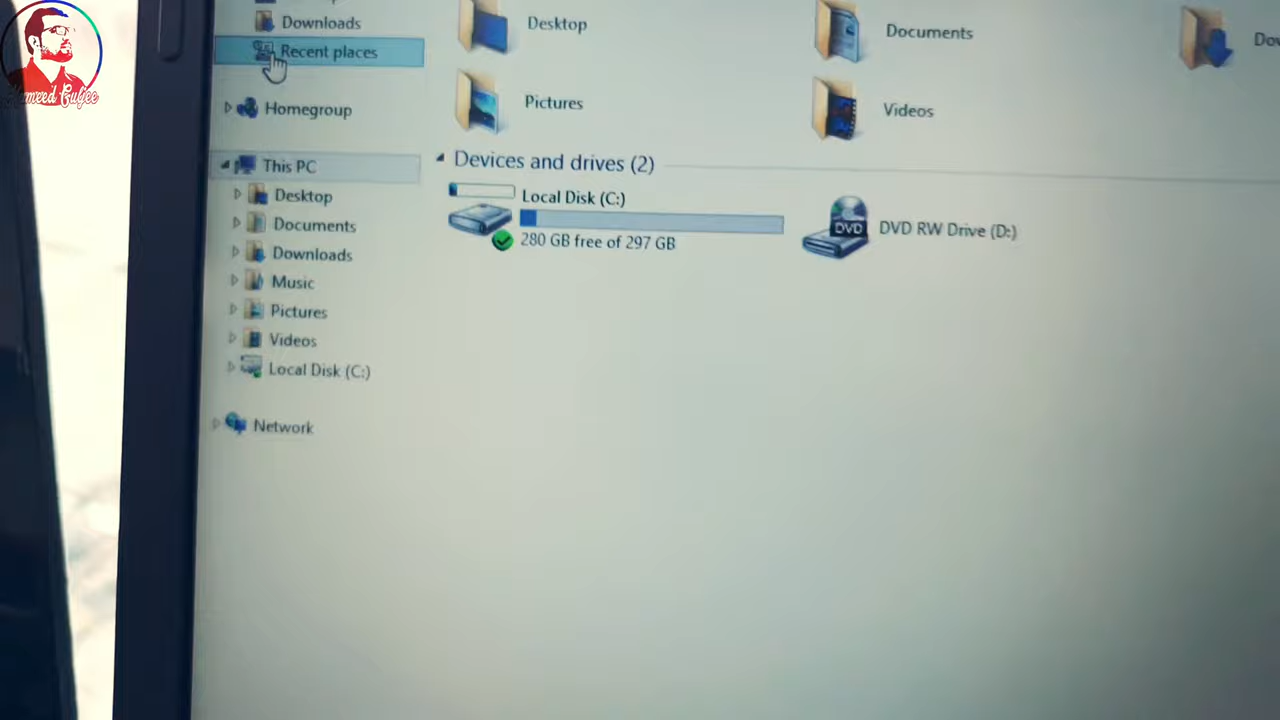 Downloads
Desktop
Documents
Recent places
Pictures
Videos
Homegroup
This PC
Devices and drives (2)
Desktop
Local Disk (C:)
280 GB free of 297 GB
DVD
DVD RW Drive (D:)
Documents
Downloads
Music
Pictures
Videos
Local Disk (C:)
Network